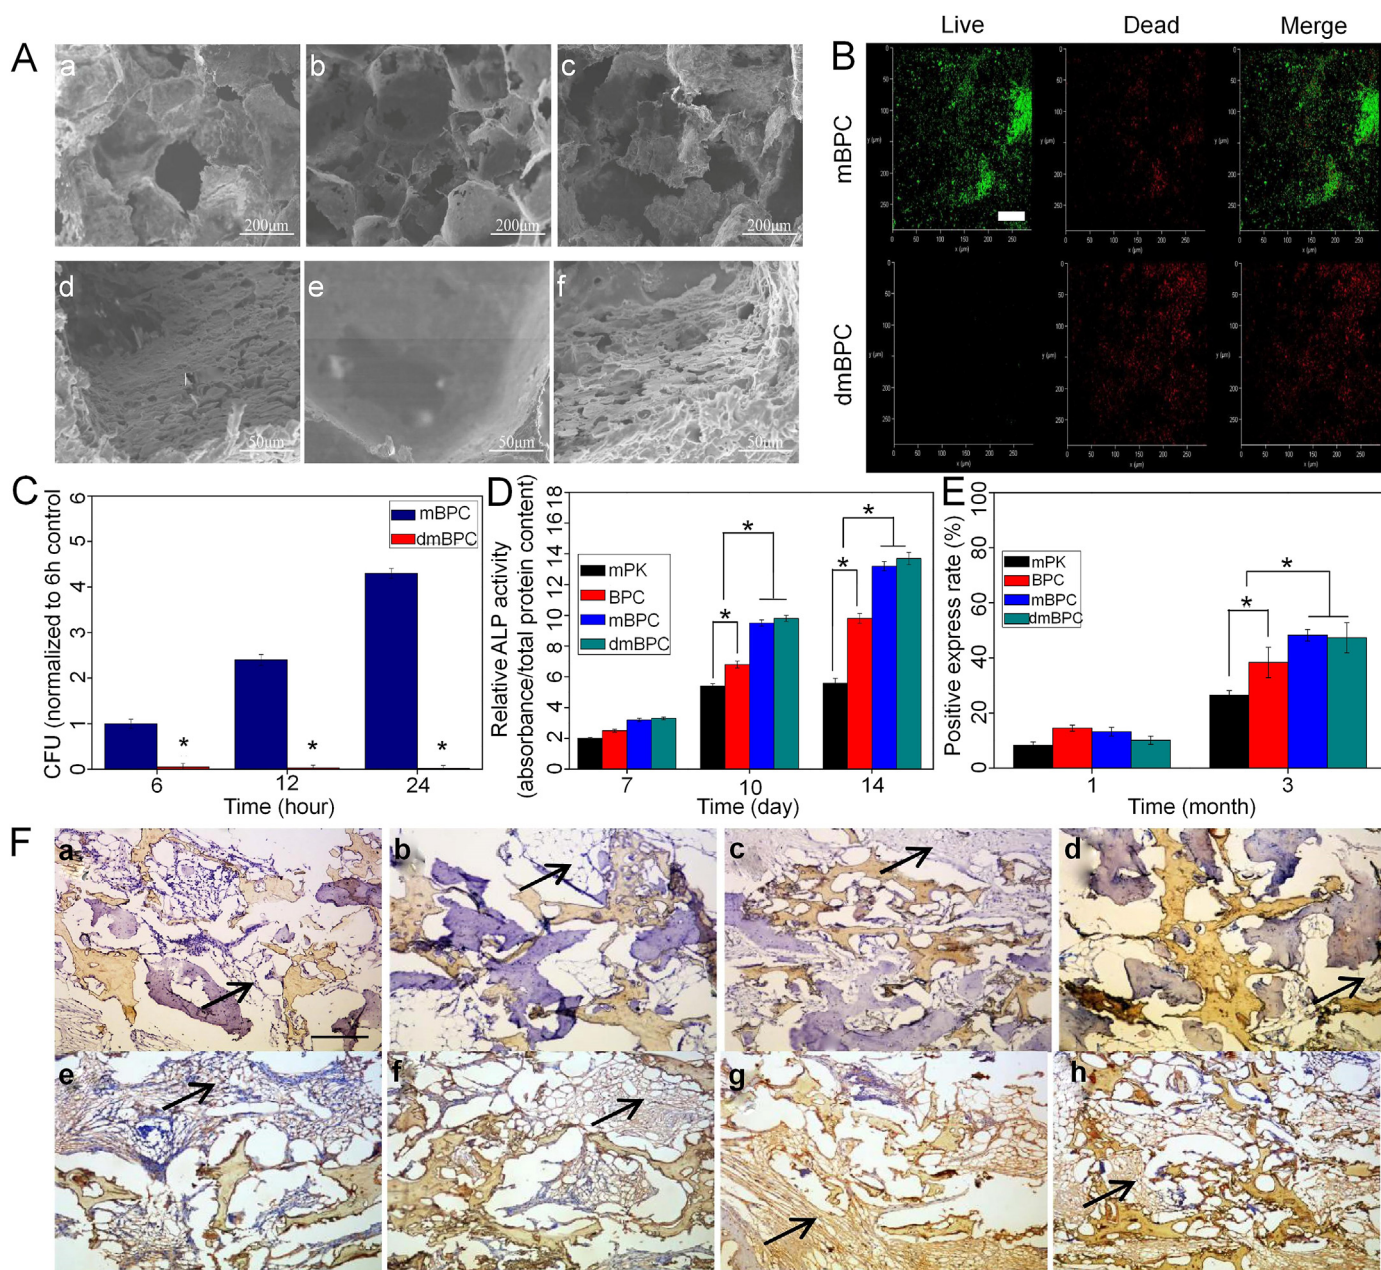 A
a
b
c
200μm
200μm
200μm
d
e
f
50μm
50μm
50μm
B
Live
Dead
Merge
mBPC
dmBPC
C
CFU (normalized to 6h control
6
5
4
3
2
1
0
mBPC
dmBPC
*
*
*
6
12
24
Time (hour)
D
Relative ALP activity
(absorbance/total protein content)
18
16
14
12
10
8
6
4
2
0
mPK
BPC
mBPC
dmBPC
*
*
*
*
7
10
14
Time (day)
E
Positive express rate (%)
100
80
60
40
20
0
mPK
BPC
mBPC
dmBPC
*
*
1
3
Time (month)
F
a
b
c
d
e
f
g
h